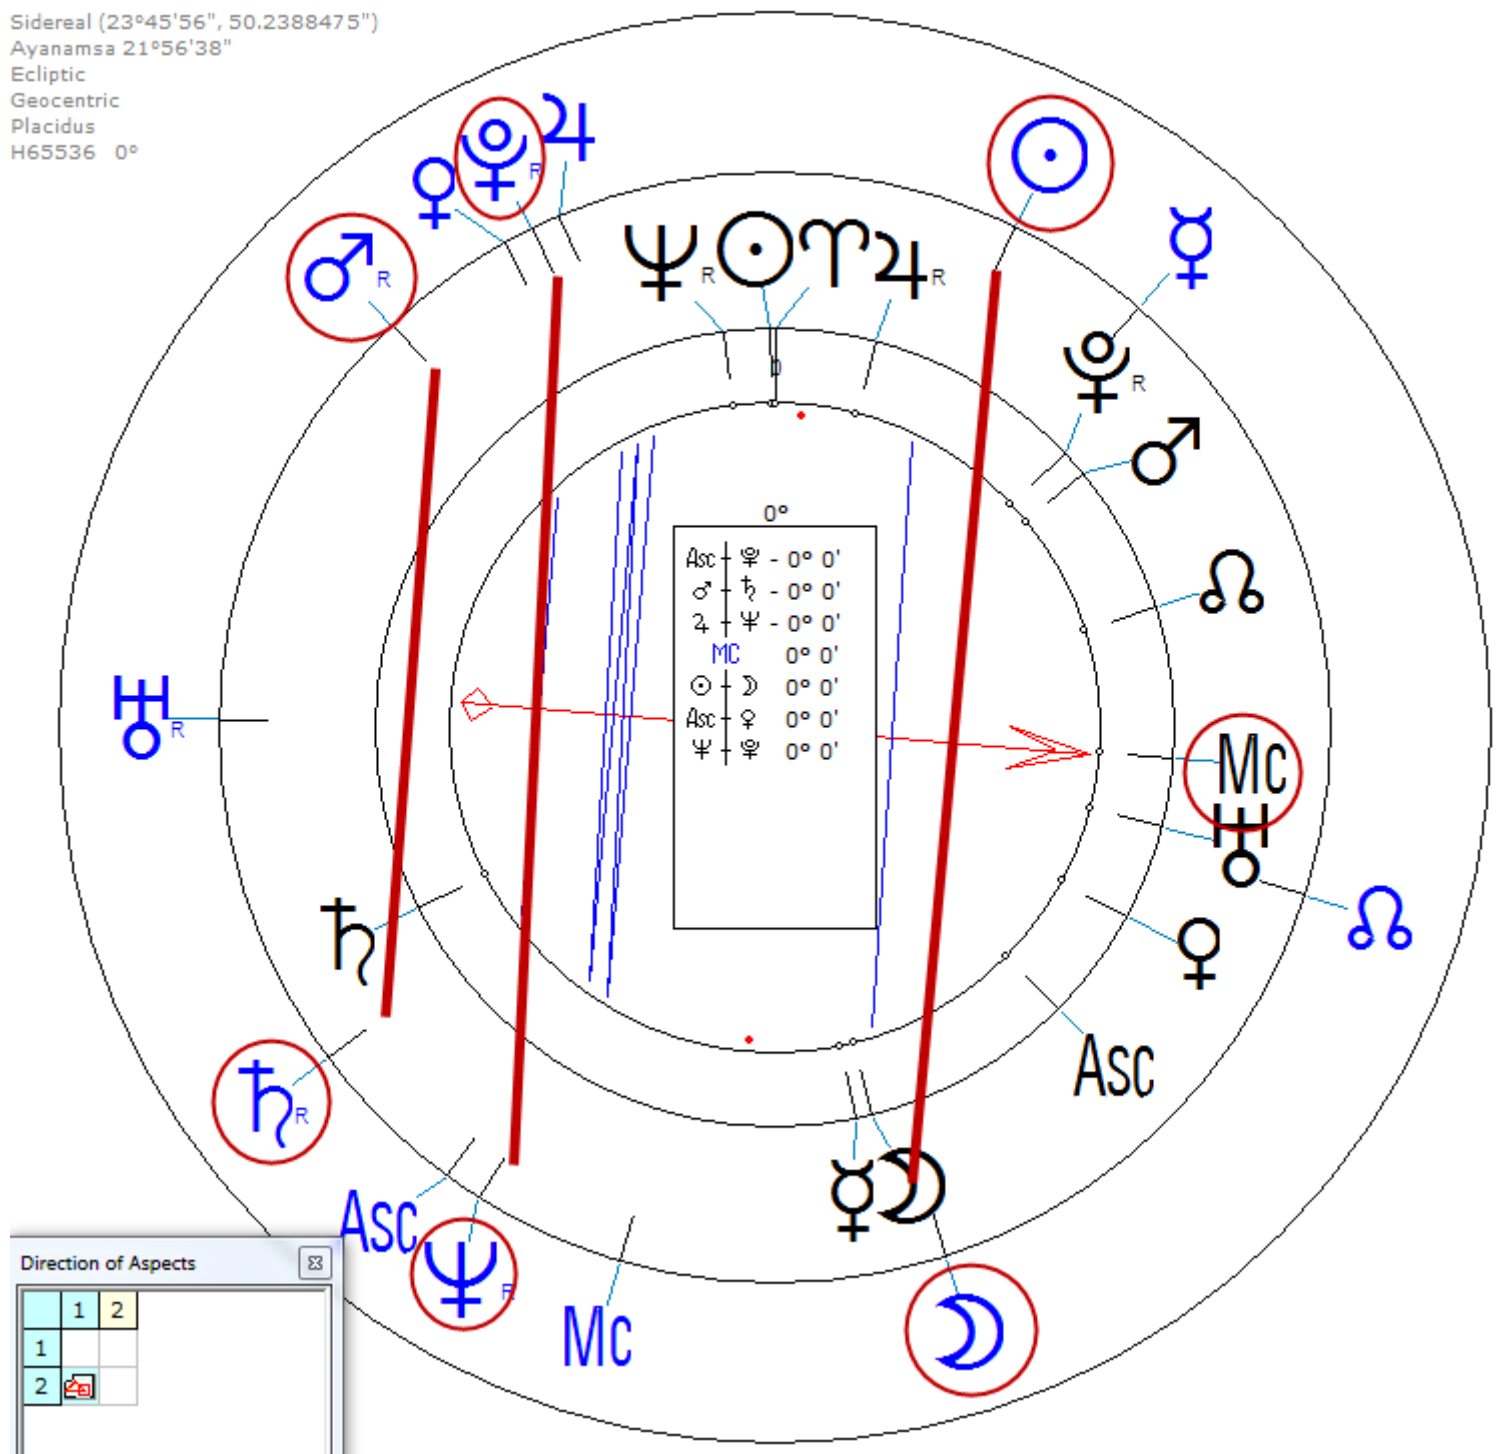 Sidereal (23°45'56", 50.2388475")
Ayanamsa 21°56'38"
Ecliptic
Geocentric
Placidus
H65536 0°
♃
♀ ♇ R
☉
♂ R
☿
♆ R ☉ ♈ ♃ R
♇ R
♂
0°
Asc + ♇ - 0° 0'
♂ + ♄ - 0° 0'
♃ + ♆ - 0° 0'
MC 0° 0'
☉ + ☽ 0° 0'
Asc + ♀ 0° 0'
♆ + ♇ 0° 0'
☊
♅ R
Mc
♅
☊
♄
♀
Asc
♄ R
☿ ☽
Asc
♆ R
Mc
☽
Direction of Aspects
1 2
1
2